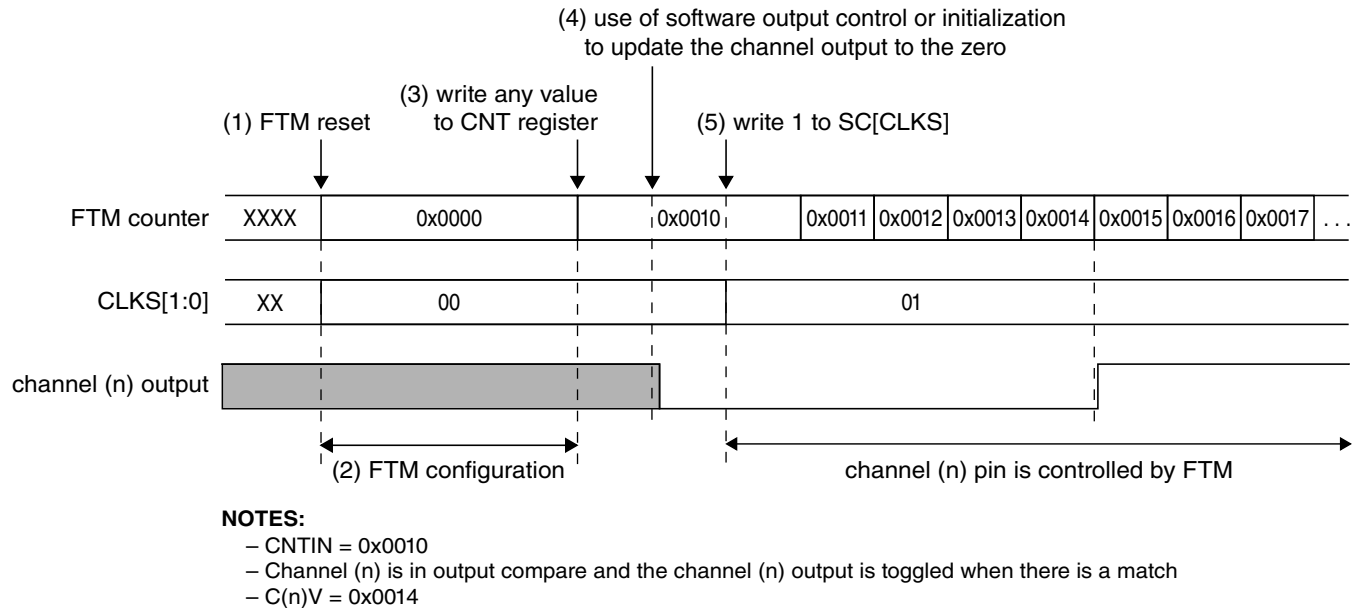 (4) use of software output control or initialization
to update the channel output to the zero
(3) write any value
to CNT register
(1) FTM reset
(5) write 1 to SC[CLKS]
FTM counter XXXX 0x0000 0x0010 0x0011 0x0012 0x0013 0x0014 0x0015 0x0016 0x0017 . . .
CLKS[1:0] XX 00 01
channel (n) output
(2) FTM configuration
channel (n) pin is controlled by FTM
NOTES:
– CNTIN = 0x0010
– Channel (n) is in output compare and the channel (n) output is toggled when there is a match
– C(n)V = 0x0014